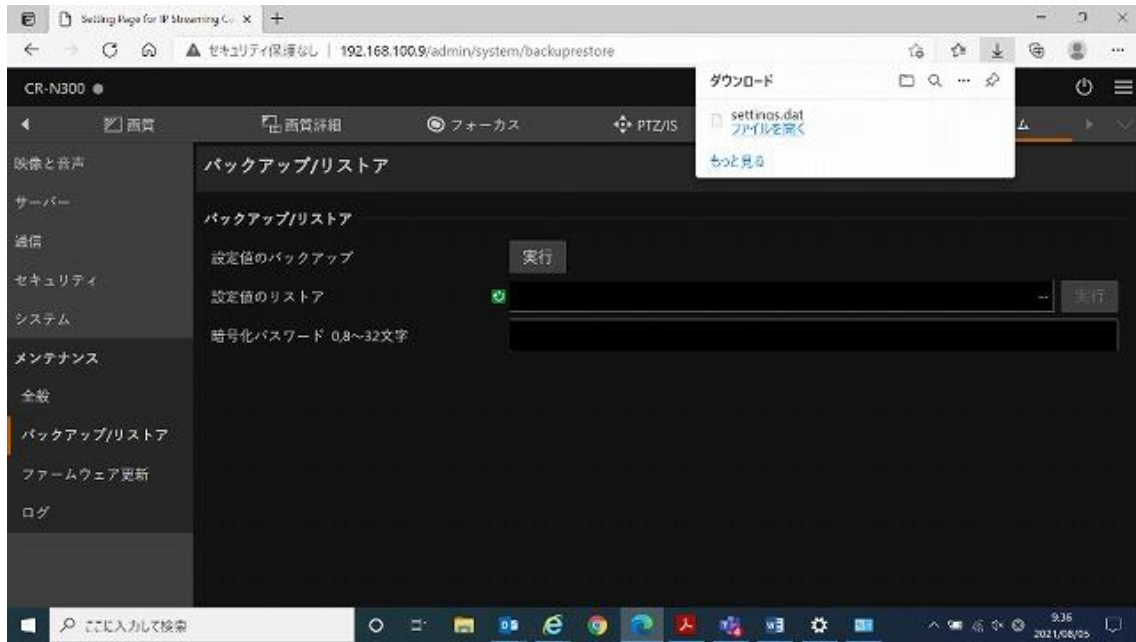 Setting Page for IP Streaming C
セキュリティ保護なし | 192.168.100.9/admin/system/backuprestore
ダウンロード
settings.dat
ファイルを開く
もっと見る
CR-N300
画質
画質詳細
フォーカス
PTZ/IS
ム
映像と音声
サーバー
通信
セキュリティ
システム
メンテナンス
全般
バックアップ/リストア
ファームウェア更新
ログ
バックアップ/リストア
バックアップ/リストア
設定値のバックアップ
実行
設定値のリストア
実行
暗号化パスワード 0,8～32文字
ここに入力して検索
9:36
2021/08/05